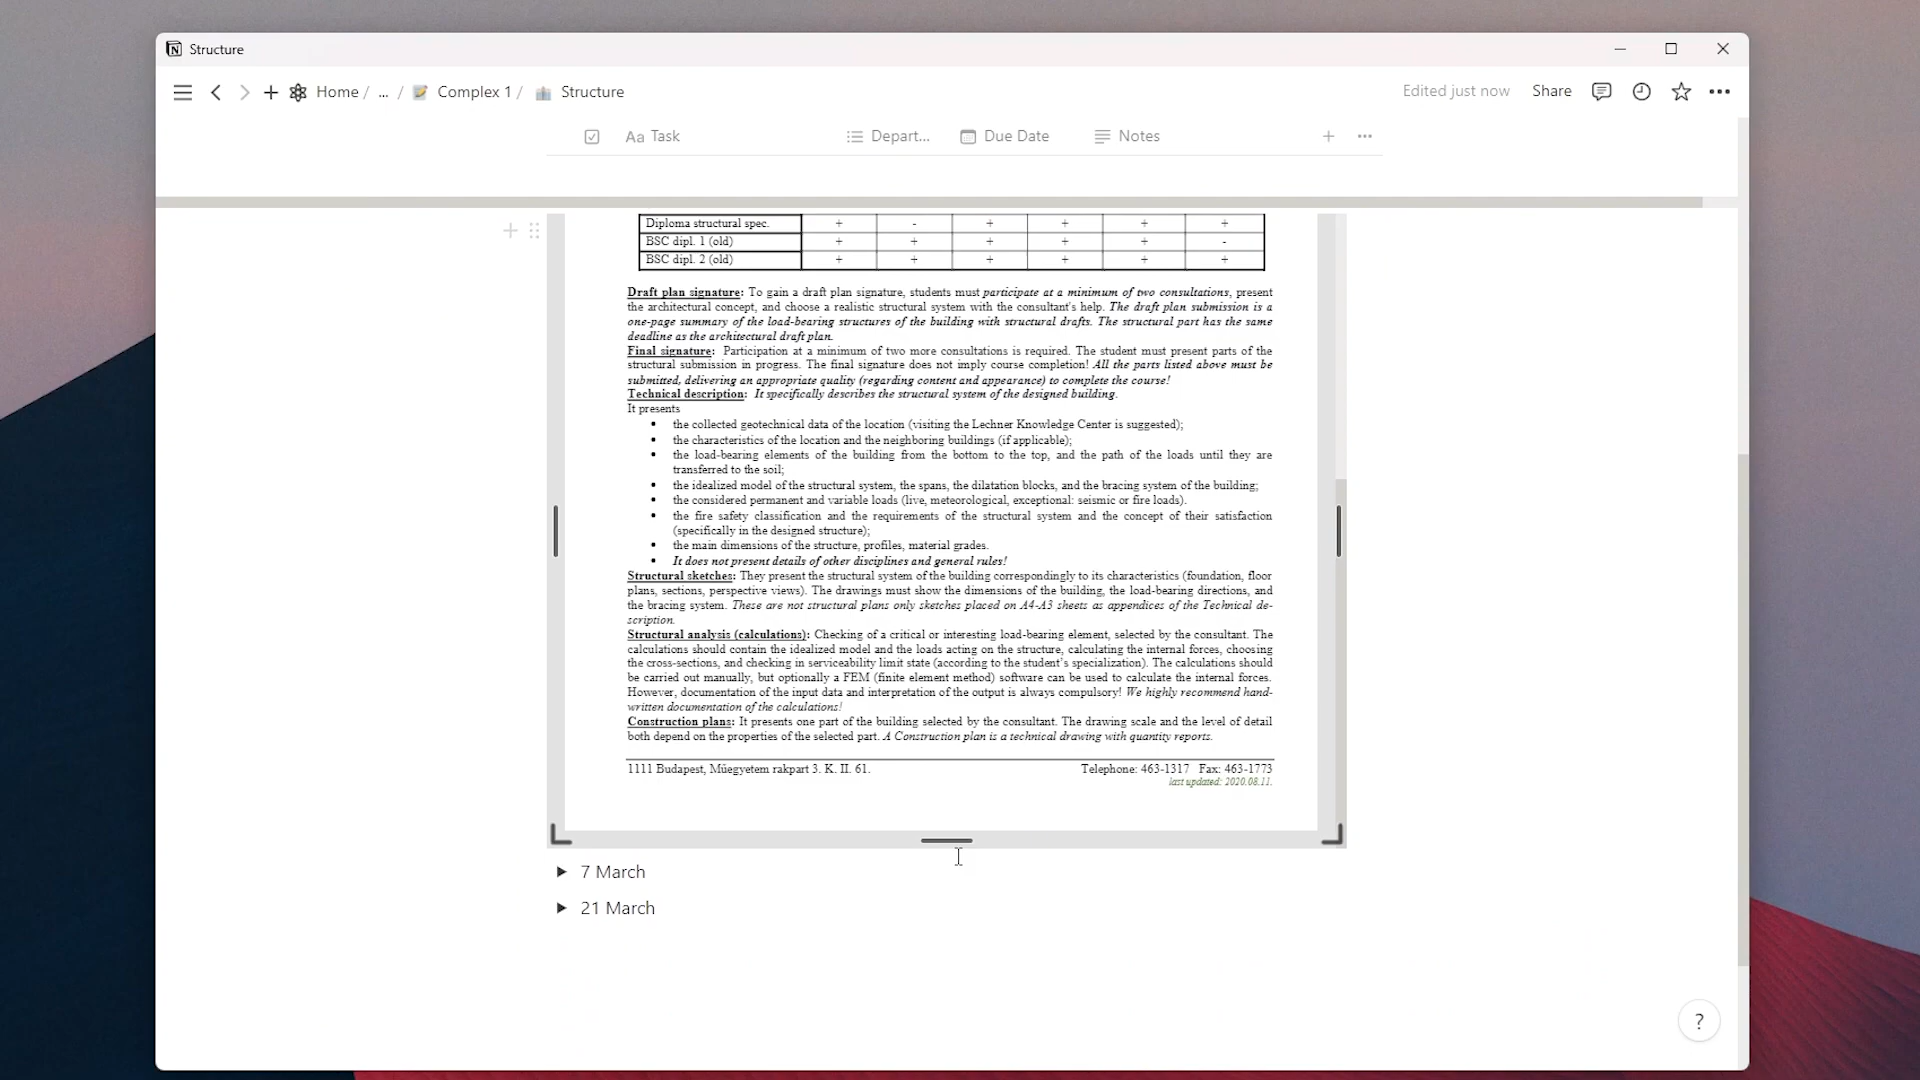 Structure
Home / ... / Complex 1 / Structure
Edited just now Share
Aa Task Depart... Due Date Notes
Diploma structural spec. + - + + + +
BSC dipl. 1 (old) + + + + + -
BSC dipl. 2 (old) + + + + + +
Draft plan signature: To gain a draft plan signature, students must participate at a minimum of two consultations, present
the architectural concept, and choose a realistic structural system with the consultant's help. The draft plan submission is a
one-page summary of the load-bearing structures of the building with structural drafts. The structural part has the same
deadline as the architectural draft plan.
Final signature: Participation at a minimum of two more consultations is required. The student must present parts of the
structural submission in progress. The final signature does not imply course completion! All the parts listed above must be
submitted, delivering an appropriate quality (regarding content and appearance) to complete the course!
Technical description: It specifically describes the structural system of the designed building.
It presents
• the collected geotechnical data of the location (visiting the Lechner Knowledge Center is suggested);
• the characteristics of the location and the neighboring buildings (if applicable);
• the load-bearing elements of the building from the bottom to the top, and the path of the loads until they are
transferred to the soil;
• the idealized model of the structural system, the spans, the dilatation blocks, and the bracing system of the building;
• the considered permanent and variable loads (live, meteorological, exceptional: seismic or fire loads).
• the fire safety classification and the requirements of the structural system and the concept of their satisfaction
(specifically in the designed structure);
• the main dimensions of the structure, profiles, material grades.
• It does not present details of other disciplines and general rules!
Structural sketches: They present the structural system of the building correspondingly to its characteristics (foundation, floor
plans, sections, perspective views). The drawings must show the dimensions of the building, the load-bearing directions, and
the bracing system. These are not structural plans only sketches placed on A4-A3 sheets as appendices of the Technical de-
scription.
Structural analysis (calculations): Checking of a critical or interesting load-bearing element, selected by the consultant. The
calculations should contain the idealized model and the loads acting on the structure, calculating the internal forces, choosing
the cross-sections, and checking in serviceability limit state (according to the student's specialization). The calculations should
be carried out manually, but optionally a FEM (finite element method) software can be used to calculate the internal forces.
However, documentation of the input data and interpretation of the output is always compulsory! We highly recommend hand-
written documentation of the calculations!
Construction plans: It presents one part of the building selected by the consultant. The drawing scale and the level of detail
both depend on the properties of the selected part. A Construction plan is a technical drawing with quantity reports.
1111 Budapest, Műegyetem rakpart 3. K. II. 61. Telephone: 463-1317 Fax: 463-1773
last updated: 2020.08.11.
7 March
21 March
?